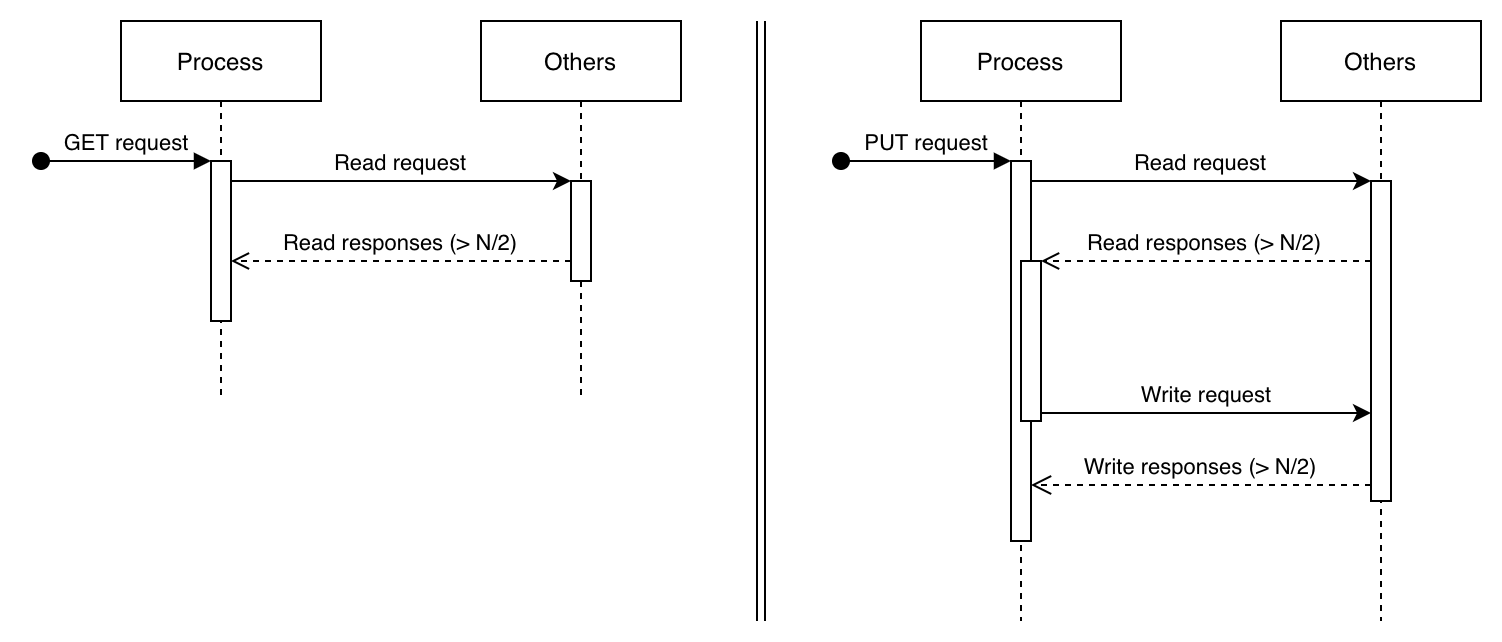 Process
Others
GET request
Read request
Read responses (> N/2)
Process
Others
PUT request
Read request
Read responses (> N/2)
Write request
Write responses (> N/2)